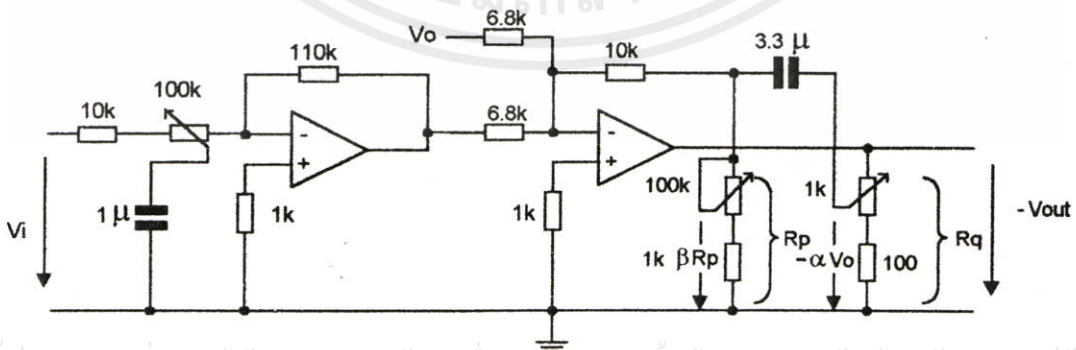 6.8k
Vo
110k
10k
3.3 μ
100k
10k
6.8k
-
+
-
+
100k
1k
1 μ
1k
1k
Vi
Rp
Rq
- Vout
1k βRp
-αVo
100